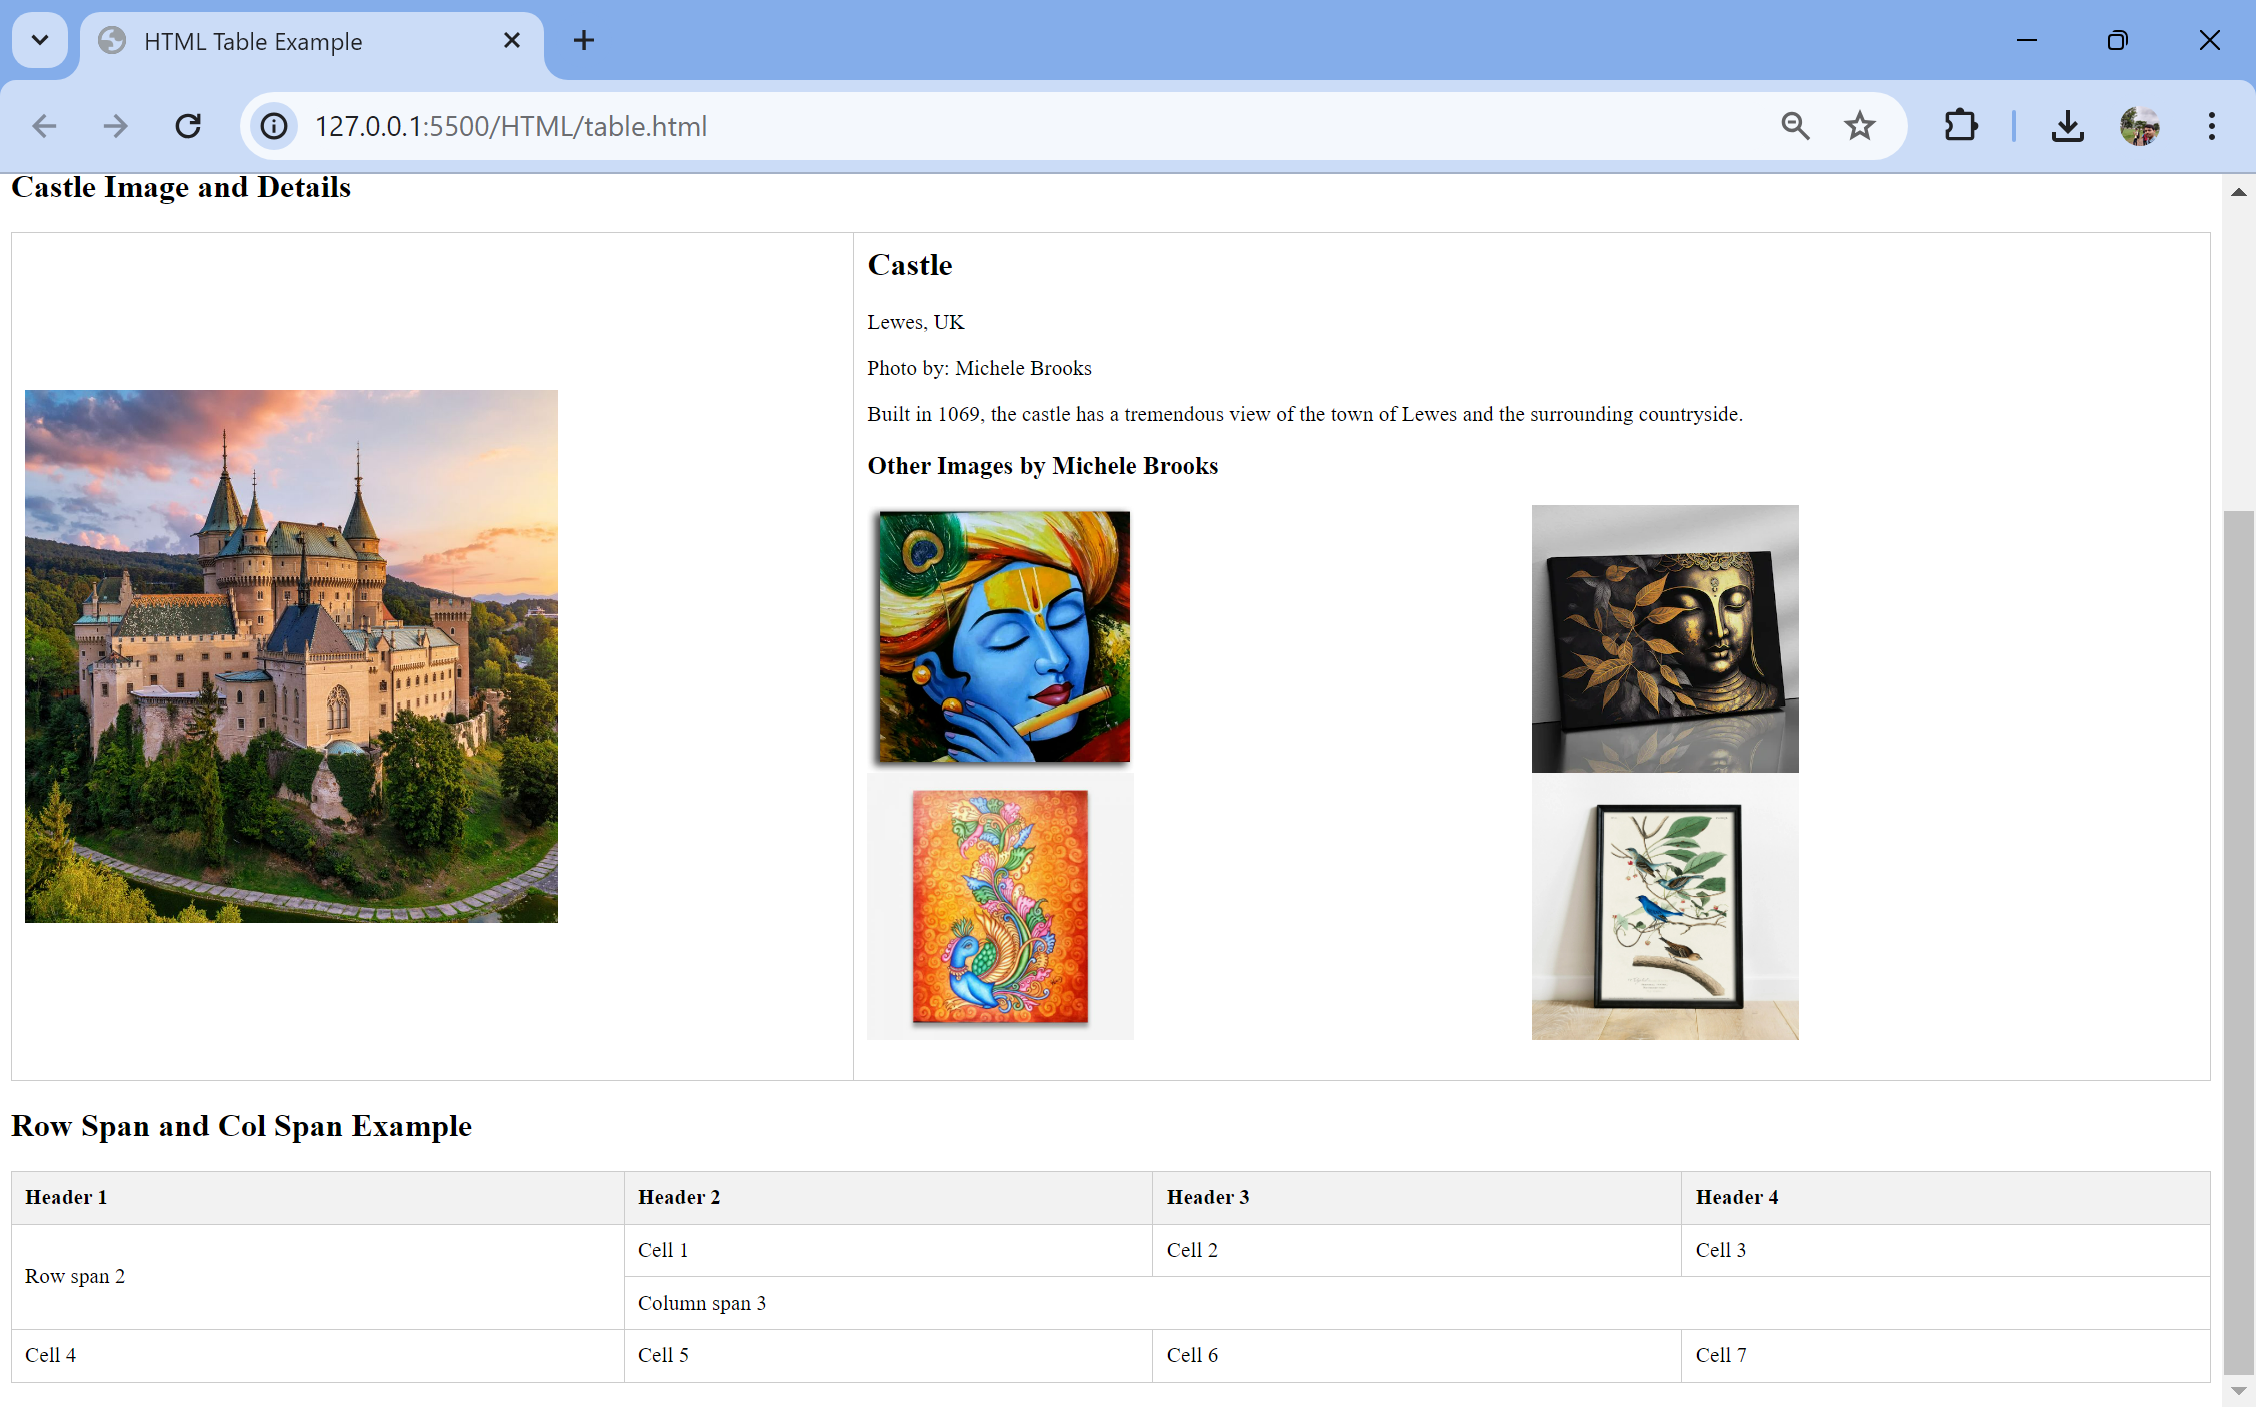 HTML Table Example
127.0.0.1:5500/HTML/table.html
Castle Image and Details
Castle
Lewes, UK
Photo by: Michele Brooks
Built in 1069, the castle has a tremendous view of the town of Lewes and the surrounding countryside.
Other Images by Michele Brooks
Row Span and Col Span Example
Header 1 Header 2 Header 3 Header 4
Row span 2 Cell 1 Cell 2 Cell 3
Column span 3
Cell 4 Cell 5 Cell 6 Cell 7